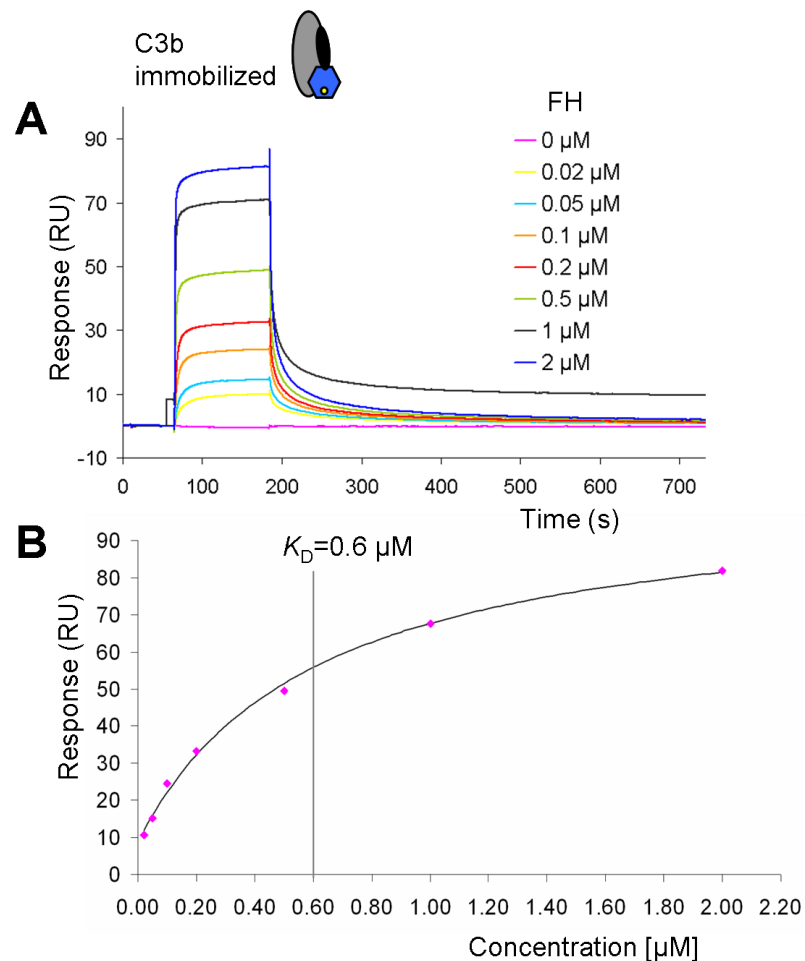 C3b
immobilized
A
FH
0 µM
0.02 µM
0.05 µM
0.1 µM
0.2 µM
0.5 µM
1 µM
2 µM
Response (RU)
90
70
50
30
10
-10
0 100 200 300 400 500 600 700
Time (s)
B
K_D=0.6 µM
Response (RU)
90
80
70
60
50
40
30
20
10
0
0.00 0.20 0.40 0.60 0.80 1.00 1.20 1.40 1.60 1.80 2.00 2.20
Concentration [µM]